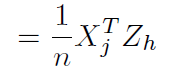 = \frac{1}{n} X_j^T Z_h